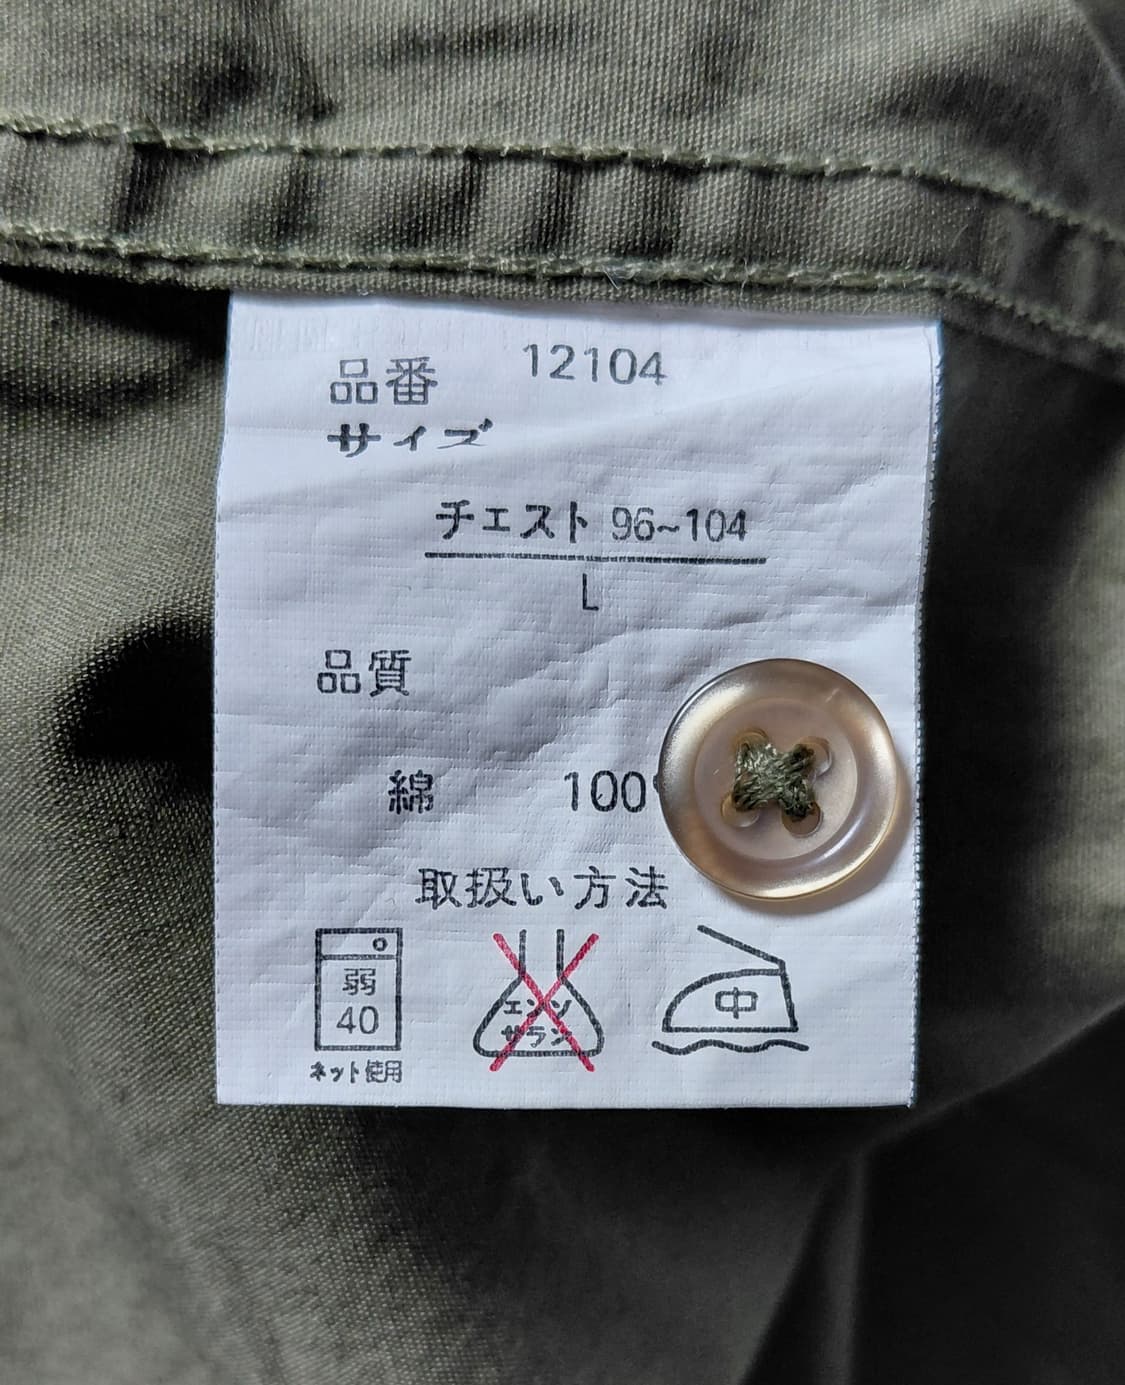 品番 12104
サイズ
チェスト 96~104
L
品質
綿 100
取扱い方法
弱
40
ネット使用
エンソ
サラシ
中